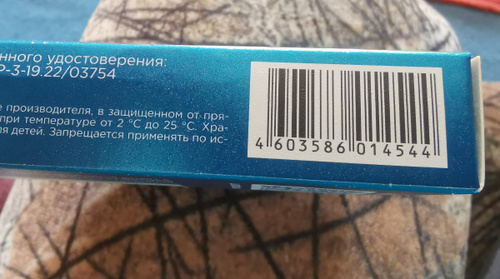 нного удостоверения:
Р-3-19.22/03754
е производителя, в защищенном от пря-
при температуре от 2 °С до 25 °С. Хра-
ля детей. Запрещается применять по ис-
4 603586 014544